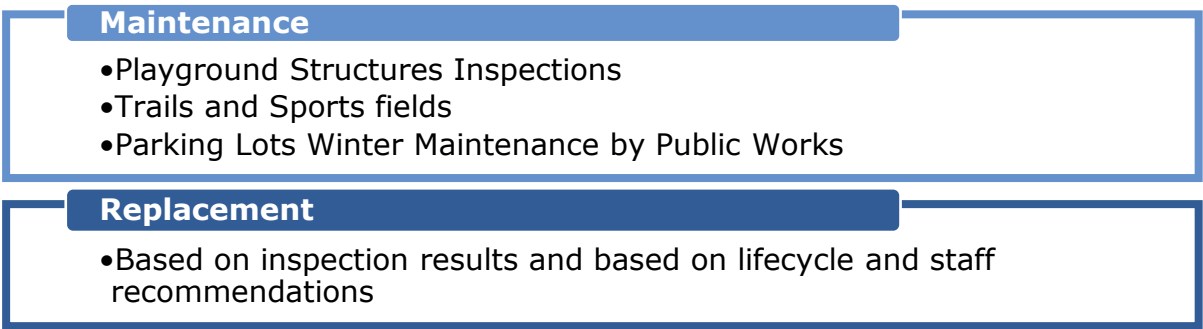 Maintenance
•Playground Structures Inspections
•Trails and Sports fields
•Parking Lots Winter Maintenance by Public Works
Replacement
•Based on inspection results and based on lifecycle and staff
recommendations